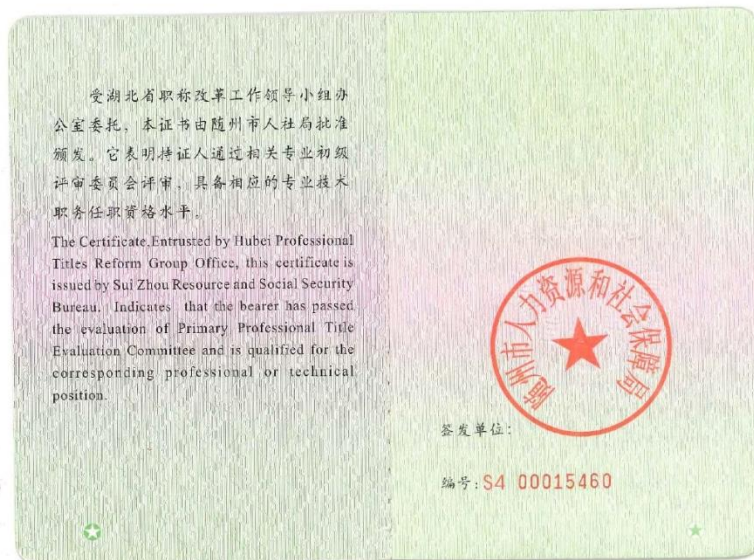 受湖北省职称改革工作领导小组办
公室委托，本证书由随州市人社局批准
颁发。它表明持证人通过相关专业初级
评审委员会评审，具备相应的专业技术
职务任职资格水平。
The Certificate,Entrusted by Hubei Professional
Titles Reform Group Office, this certificate is
issued by Sui Zhou Resource and Social Security
Bureau. Indicates that the bearer has passed
the evaluation of Primary Professional Title
Evaluation Committee and is qualified for the
corresponding professional or technical
position.
随州市人力资源和社会保障局
签发单位：
编号：S4 00015460